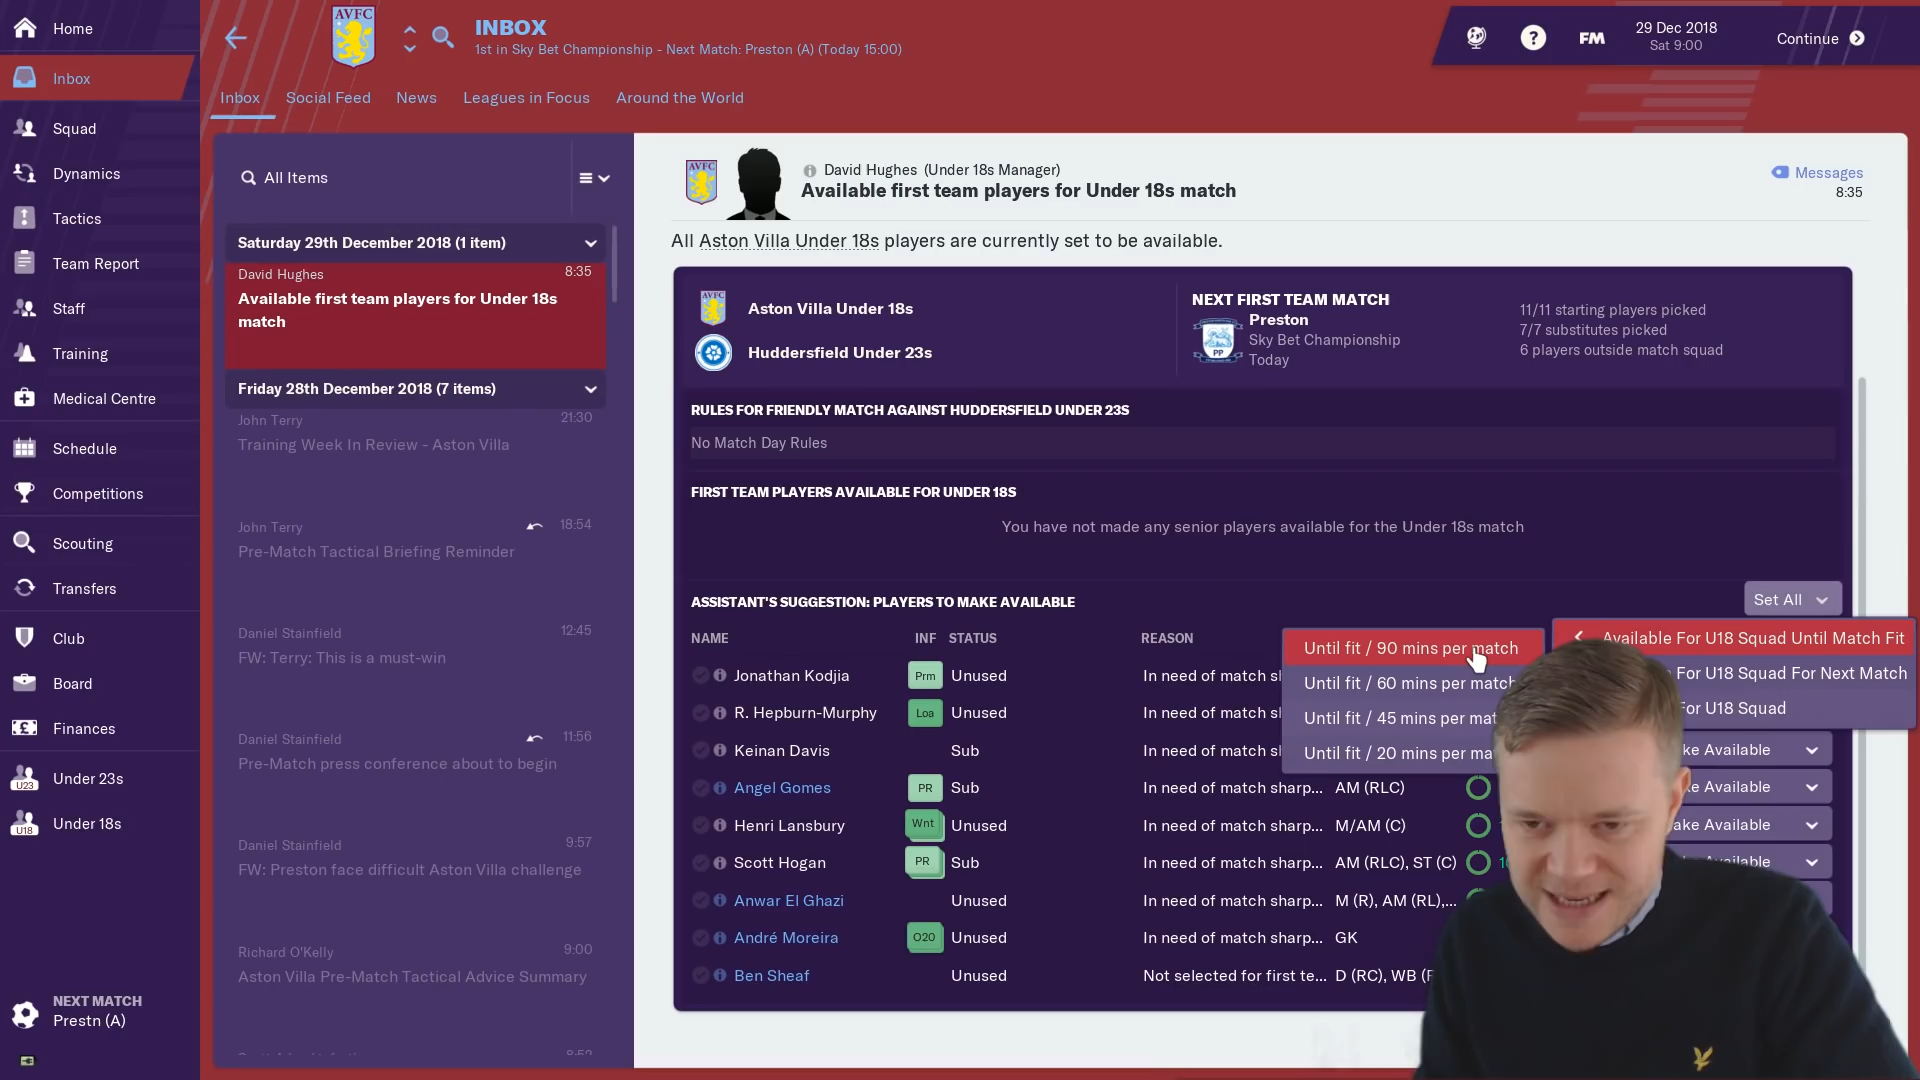 Home
Inbox
Squad
Dynamics
Tactics
Team Report
Staff
Training
Medical Centre
Schedule
Competitions
Scouting
Transfers
Club
Board
Finances
U23
Under 23s
U18
Under 18s
NEXT MATCH
Prestn (A)
AVFC
INBOX
1st in Sky Bet Championship - Next Match: Preston (A) (Today 15:00)
FM
29 Dec 2018
Sat 9:00
Continue
Inbox
Social Feed
News
Leagues in Focus
Around the World
All Items
Saturday 29th December 2018 (1 item)
David Hughes
8:35
Available first team players for Under 18s
match
Friday 28th December 2018 (7 items)
John Terry
21:30
Training Week In Review - Aston Villa
John Terry
18:54
Pre-Match Tactical Briefing Reminder
Daniel Stainfield
12:45
FW: Terry: This is a must-win
Daniel Stainfield
11:56
Pre-Match press conference about to begin
Daniel Stainfield
9:57
FW: Preston face difficult Aston Villa challenge
Richard O'Kelly
9:00
Aston Villa Pre-Match Tactical Advice Summary
AVFC
David Hughes (Under 18s Manager)
Available first team players for Under 18s match
Messages
8:35
All Aston Villa Under 18s players are currently set to be available.
AVFC
Aston Villa Under 18s
Huddersfield Under 23s
NEXT FIRST TEAM MATCH
PP
Preston
Sky Bet Championship
Today
11/11 starting players picked
7/7 substitutes picked
6 players outside match squad
RULES FOR FRIENDLY MATCH AGAINST HUDDERSFIELD UNDER 23S
No Match Day Rules
FIRST TEAM PLAYERS AVAILABLE FOR UNDER 18S
You have not made any senior players available for the Under 18s match
ASSISTANT'S SUGGESTION: PLAYERS TO MAKE AVAILABLE
Set All
NAME INF STATUS REASON
Until fit / 90 mins per match
Until fit / 60 mins per match
Until fit / 45 mins per mat
Until fit / 20 mins per ma
Available For U18 Squad Until Match Fit
For U18 Squad For Next Match
For U18 Squad
Jonathan Kodjia Prm Unused In need of match sl
R. Hepburn-Murphy Loa Unused In need of match sl
Keinan Davis Sub In need of match sl ke Available
Angel Gomes PR Sub In need of match sharp... AM (RLC) ke Available
Henri Lansbury Wnt Unused In need of match sharp... M/AM (C) ake Available
Scott Hogan PR Sub In need of match sharp... AM (RLC), ST (C) Available
Anwar El Ghazi Unused In need of match sharp... M (R), AM (RL),...
André Moreira O20 Unused In need of match sharp... GK
Ben Sheaf Unused Not selected for first te... D (RC), WB (